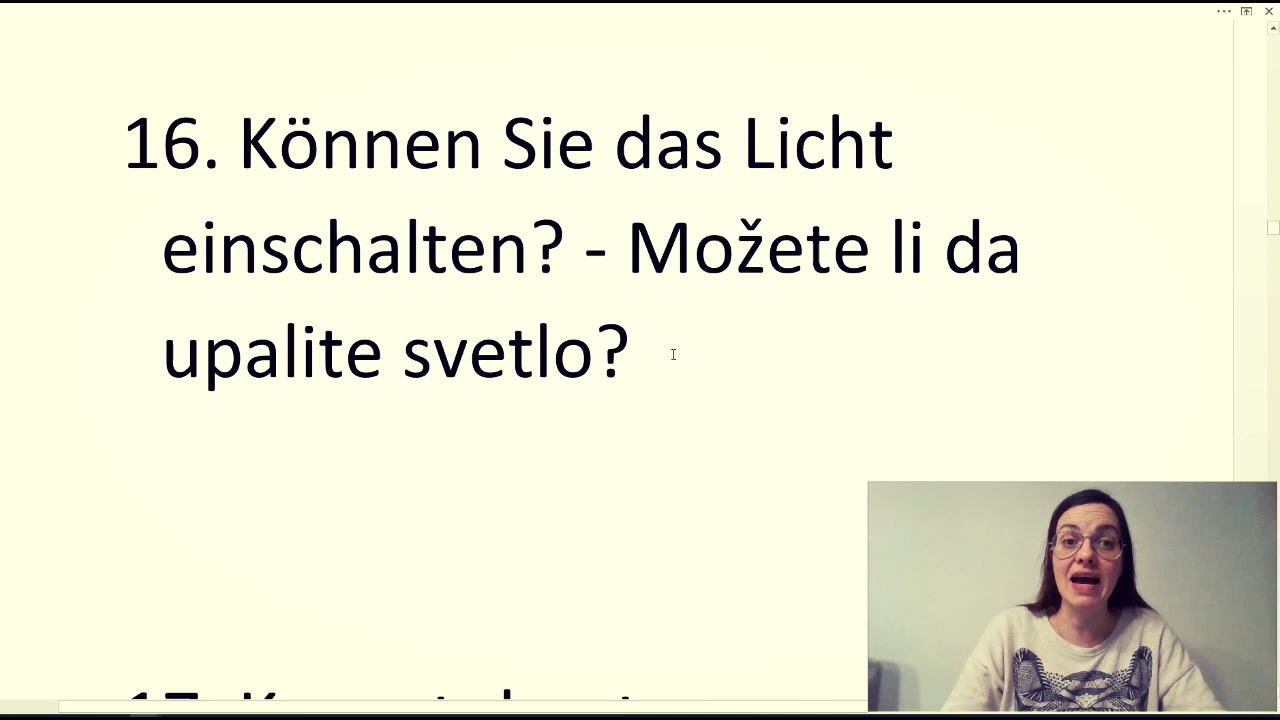 16. Können Sie das Licht
einschalten? - Možete li da
upalite svetlo?